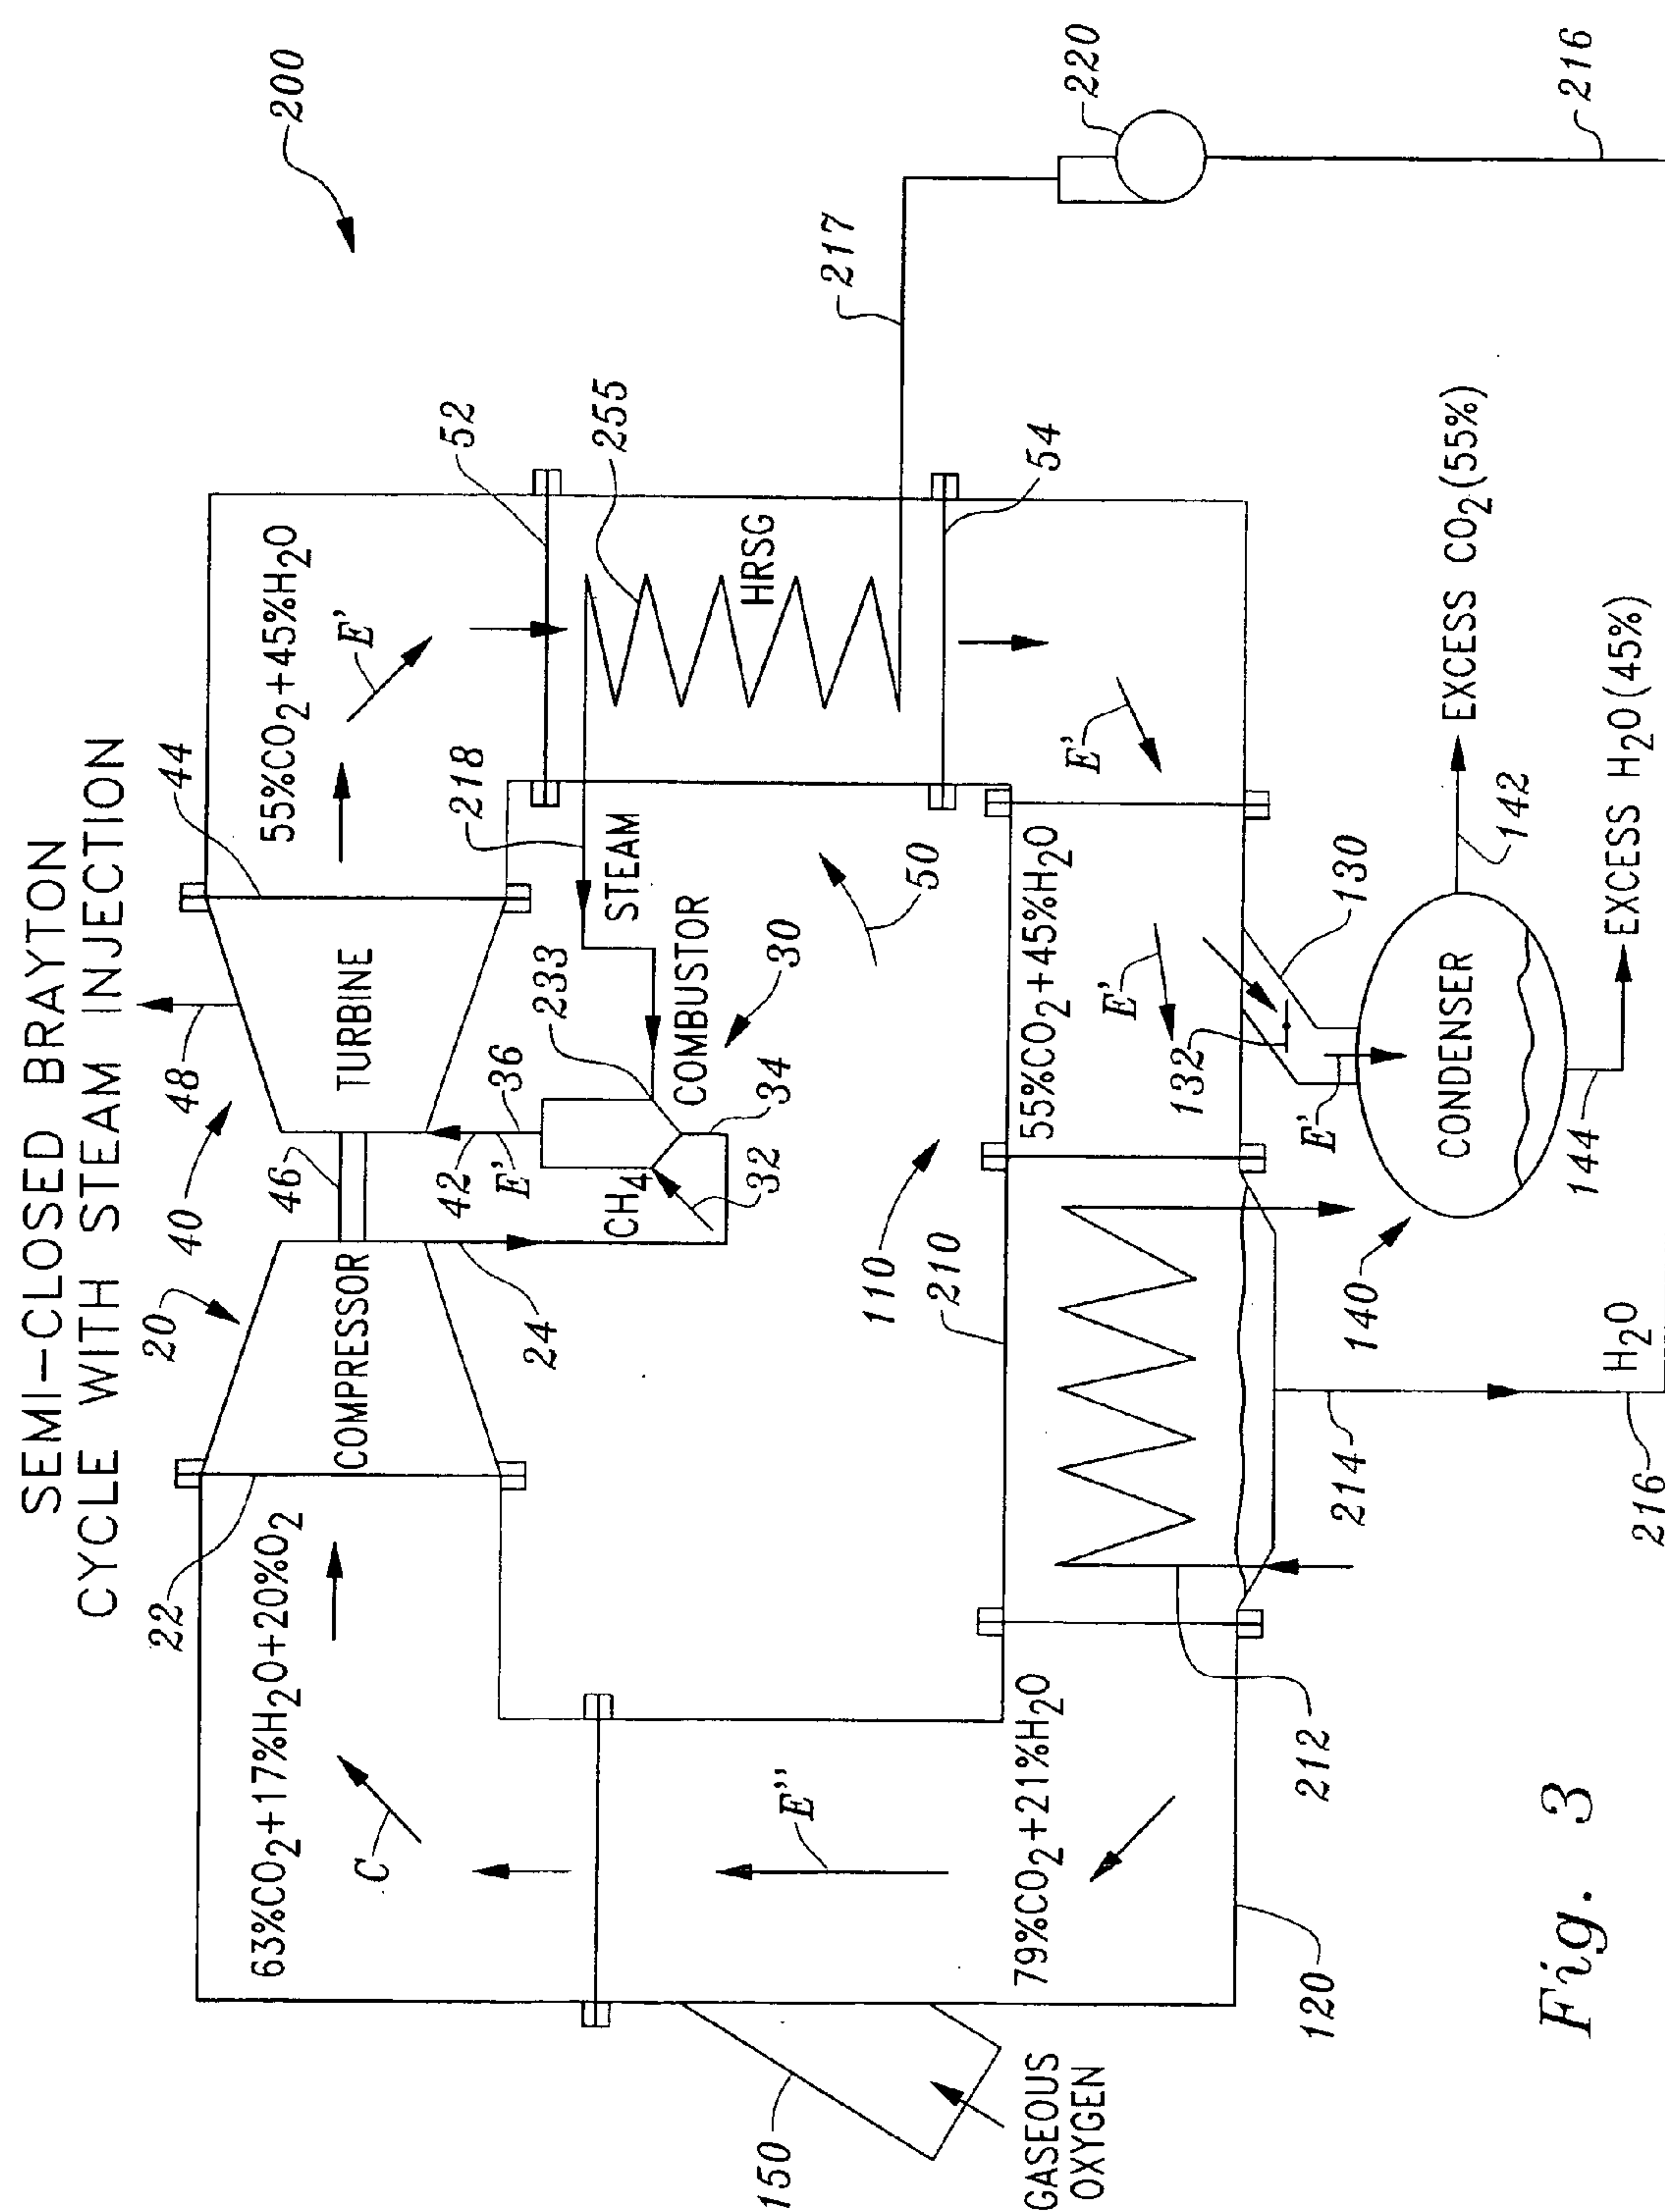 SEMI-CLOSED BRAYTON
CYCLE WITH STEAM INJECTION
200
20
40
48
44
22
46
COMPRESSOR
TURBINE
63%CO2+17%H2O+20%O2
55%CO2+45%H2O
C
E'
24
42
E'
36
218
52
255
CH4
32
34
233
STEAM
COMBUSTOR
30
HRSG
50
54
217
220
216
E''
110
210
150
GASEOUS
OXYGEN
79%CO2+21%H2O
55%CO2+45%H2O
E'
E'
120
212
132
130
E'
CONDENSER
140
142
EXCESS CO2(55%)
144
EXCESS H2O(45%)
214
H2O
216
Fig. 3